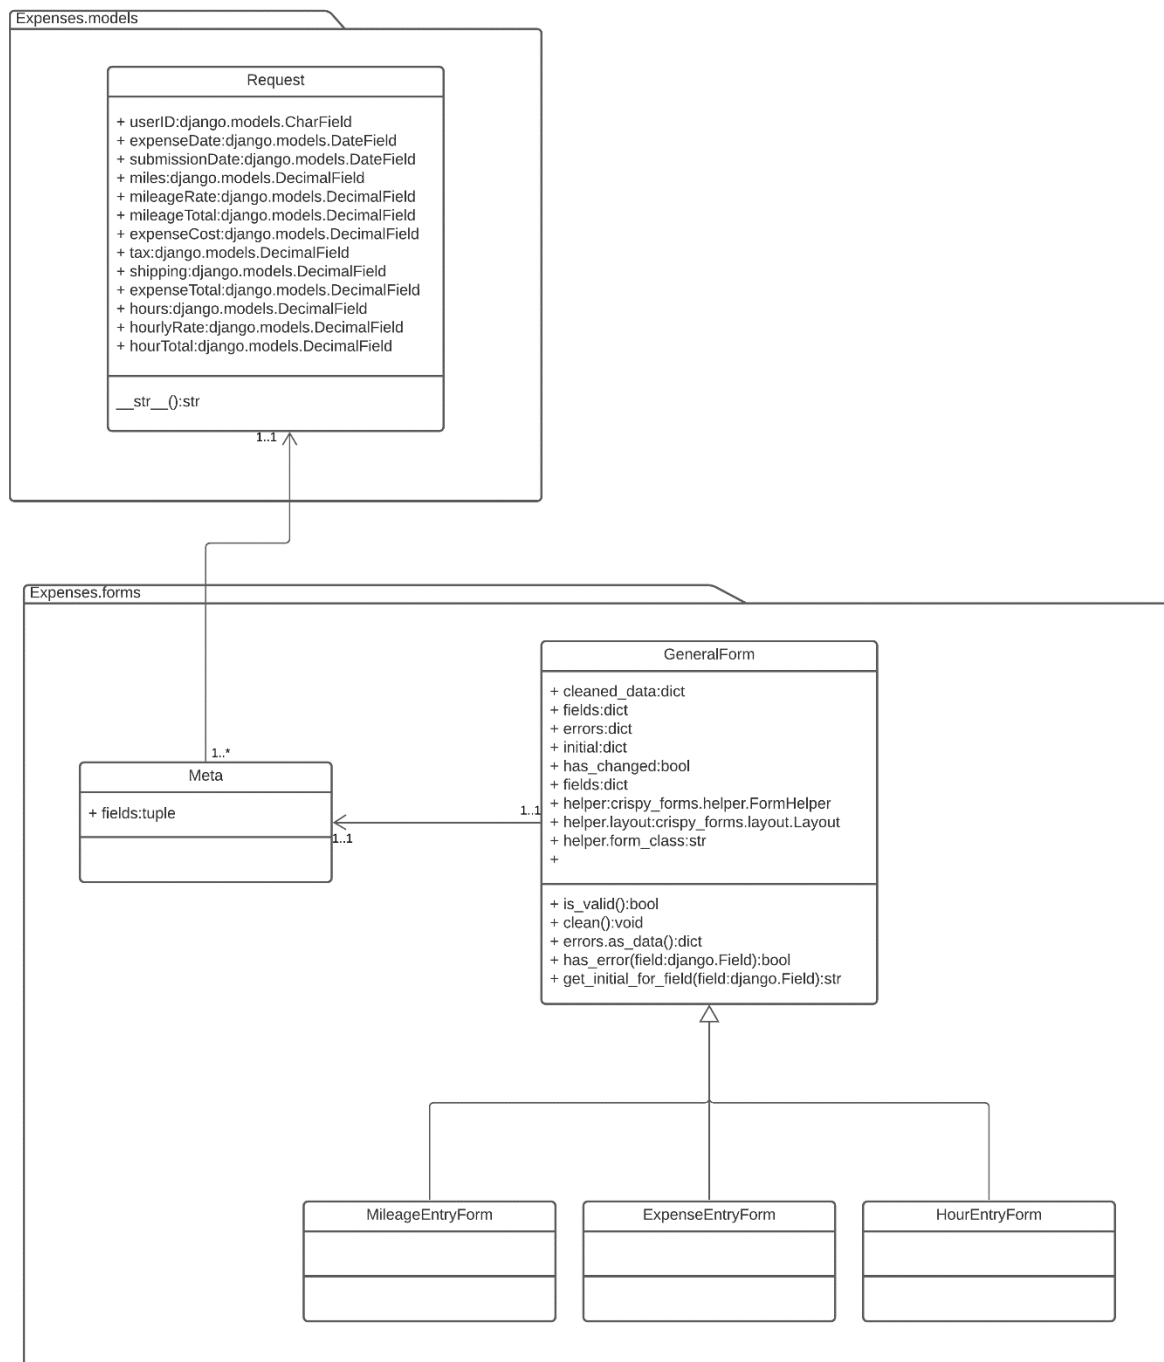 Expenses.models
Request
+ userID:django.models.CharField
+ expenseDate:django.models.DateField
+ submissionDate:django.models.DateField
+ miles:django.models.DecimalField
+ mileageRate:django.models.DecimalField
+ mileageTotal:django.models.DecimalField
+ expenseCost:django.models.DecimalField
+ tax:django.models.DecimalField
+ shipping:django.models.DecimalField
+ expenseTotal:django.models.DecimalField
+ hours:django.models.DecimalField
+ hourlyRate:django.models.DecimalField
+ hourTotal:django.models.DecimalField
__str__():str
1..1
Expenses.forms
GeneralForm
+ cleaned_data:dict
+ fields:dict
+ errors:dict
+ initial:dict
+ has_changed:bool
+ fields:dict
+ helper:crispy_forms.helper.FormHelper
+ helper.layout:crispy_forms.layout.Layout
+ helper.form_class:str
+
+ is_valid():bool
+ clean():void
+ errors.as_data():dict
+ has_error(field:django.Field):bool
+ get_initial_for_field(field:django.Field):str
1..*
Meta
+ fields:tuple
1..1
1..1
MileageEntryForm
ExpenseEntryForm
HourEntryForm